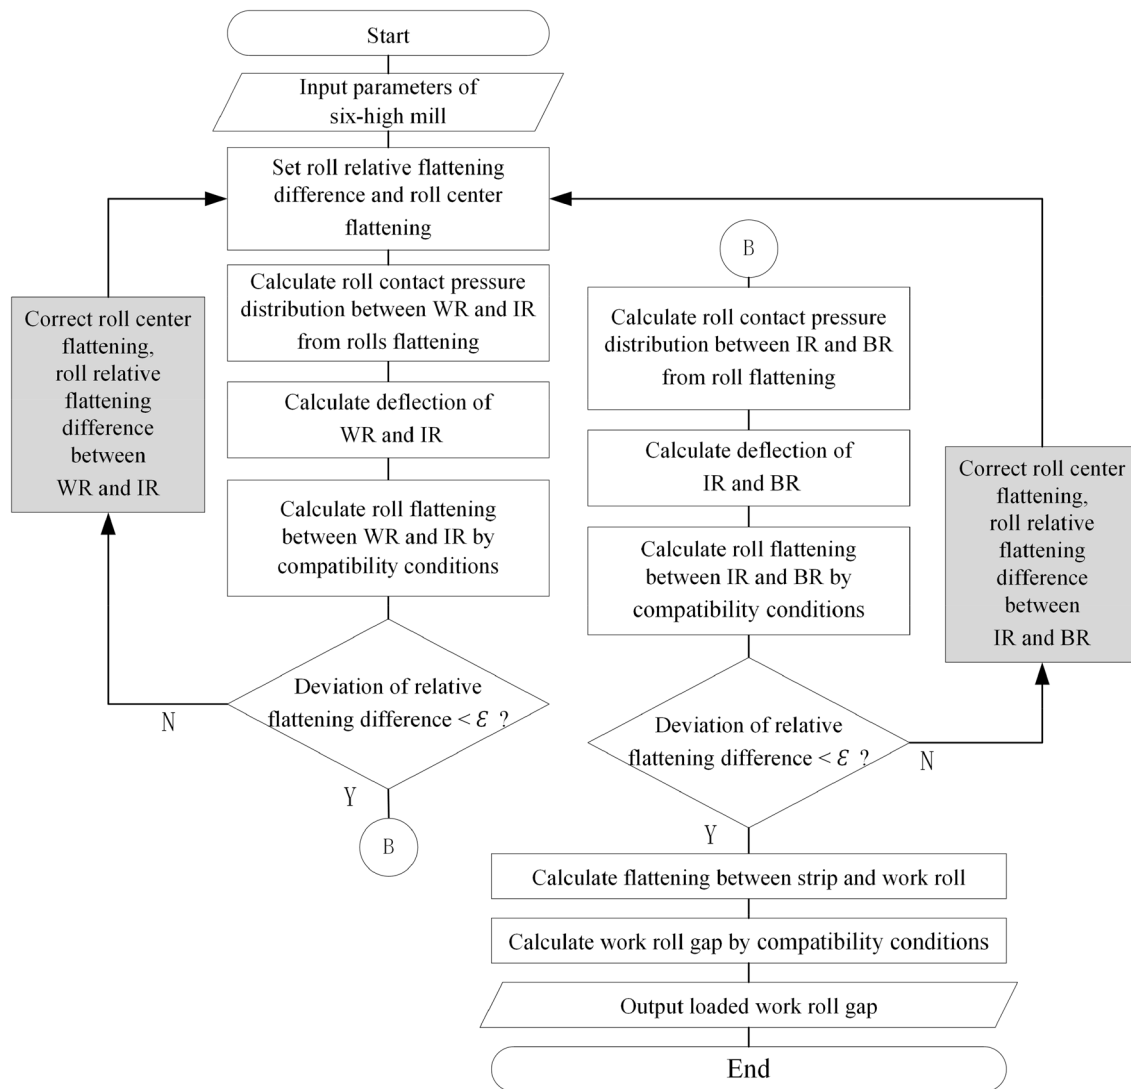 Start
Input parameters of
six-high mill
Set roll relative flattening
difference and roll center
flattening
Calculate roll contact pressure
distribution between WR and IR
from rolls flattening
Calculate deflection of
WR and IR
Calculate roll flattening
between WR and IR by
compatibility conditions
Deviation of relative
flattening difference < ℰ ?
N
Y
B
Correct roll center
flattening,
roll relative
flattening
difference
between
WR and IR
B
Calculate roll contact pressure
distribution between IR and BR
from roll flattening
Calculate deflection of
IR and BR
Calculate roll flattening
between IR and BR by
compatibility conditions
Deviation of relative
flattening difference < ℰ ?
N
Y
Correct roll center
flattening,
roll relative
flattening
difference
between
IR and BR
Calculate flattening between strip and work roll
Calculate work roll gap by compatibility conditions
Output loaded work roll gap
End